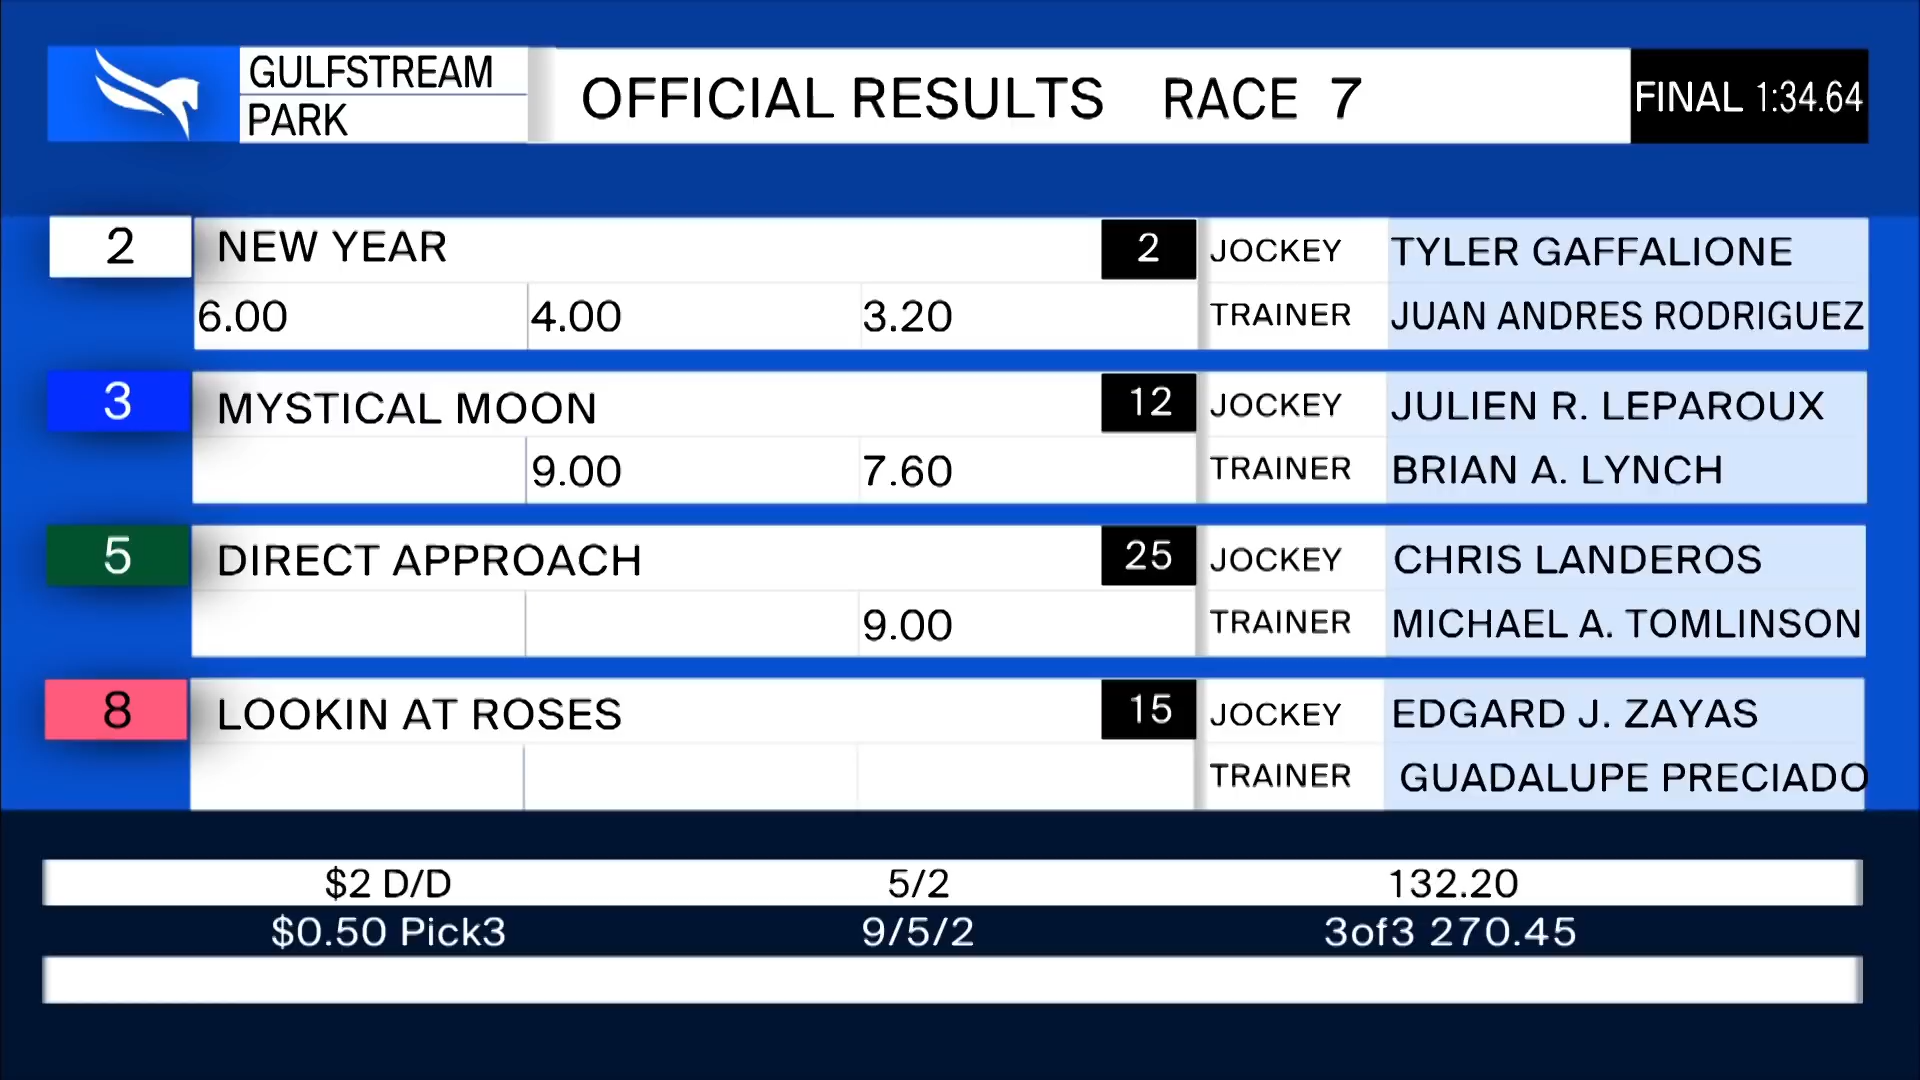 GULFSTREAM
PARK
OFFICIAL RESULTS RACE 7
FINAL 1:34.64
2 NEW YEAR 2 JOCKEY TYLER GAFFALIONE
6.00 4.00 3.20 TRAINER JUAN ANDRES RODRIGUEZ
3 MYSTICAL MOON 12 JOCKEY JULIEN R. LEPAROUX
9.00 7.60 TRAINER BRIAN A. LYNCH
5 DIRECT APPROACH 25 JOCKEY CHRIS LANDEROS
9.00 TRAINER MICHAEL A. TOMLINSON
8 LOOKIN AT ROSES 15 JOCKEY EDGARD J. ZAYAS
TRAINER GUADALUPE PRECIADO
$2 D/D 5/2 132.20
$0.50 Pick3 9/5/2 3of3 270.45